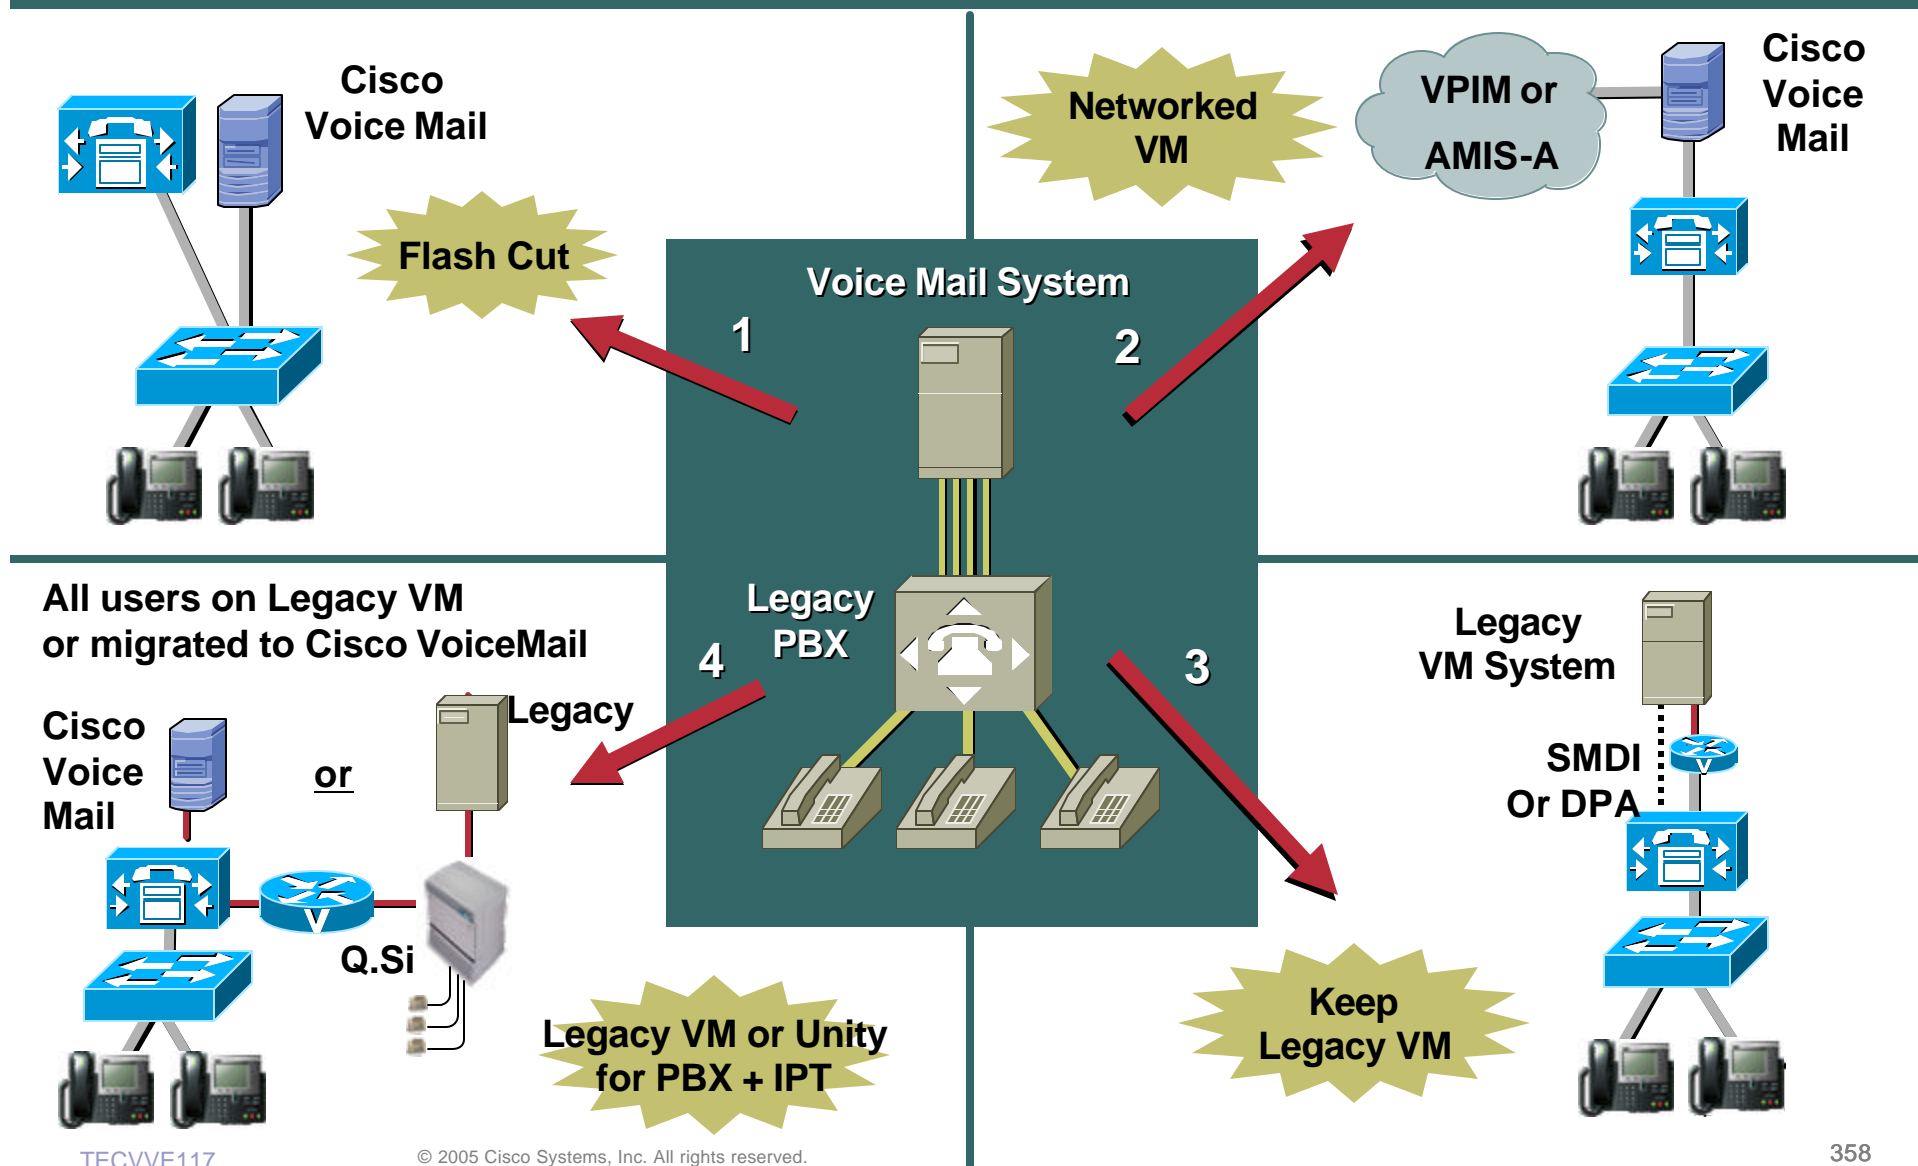 Cisco
Voice Mail
Flash Cut
Networked
VM
VPIM or
AMIS-A
Cisco
Voice
Mail
Voice Mail System
1
2
Legacy
PBX
4
3
All users on Legacy VM
or migrated to Cisco VoiceMail
Cisco
Voice
Mail
or
Legacy
V
Q.Si
Legacy VM or Unity
for PBX + IPT
Legacy
VM System
SMDI
Or DPA
V
Keep
Legacy VM
TECVVE117
© 2005 Cisco Systems, Inc. All rights reserved.
358